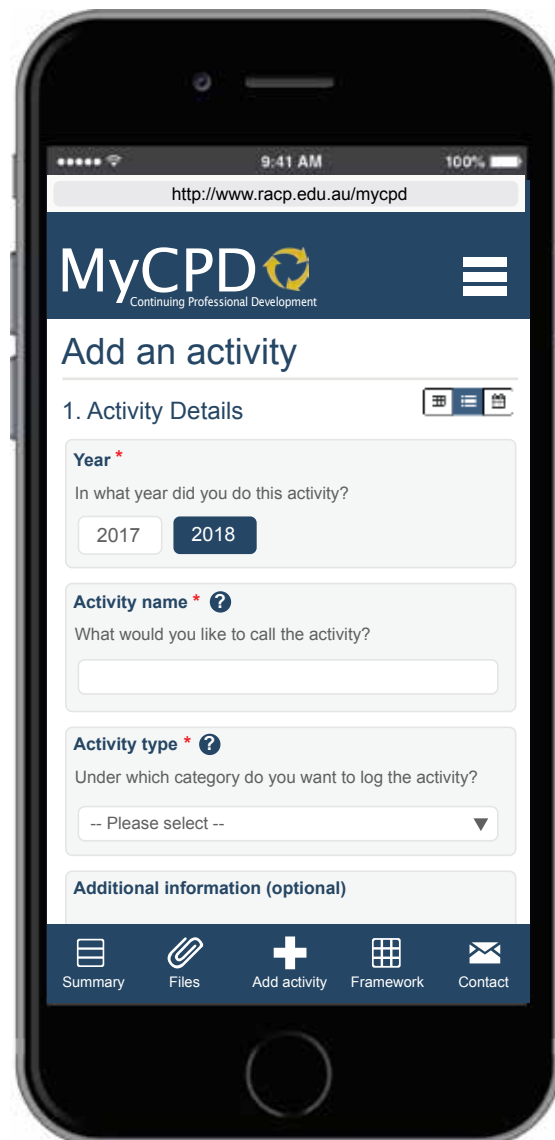 9:41 AM 100%
http://www.racp.edu.au/mycpd
MyCPD
Continuing Professional Development
Add an activity
1. Activity Details
Year *
In what year did you do this activity?
2017 2018
Activity name * ?
What would you like to call the activity?
Activity type * ?
Under which category do you want to log the activity?
-- Please select --
Additional information (optional)
Summary Files Add activity Framework Contact